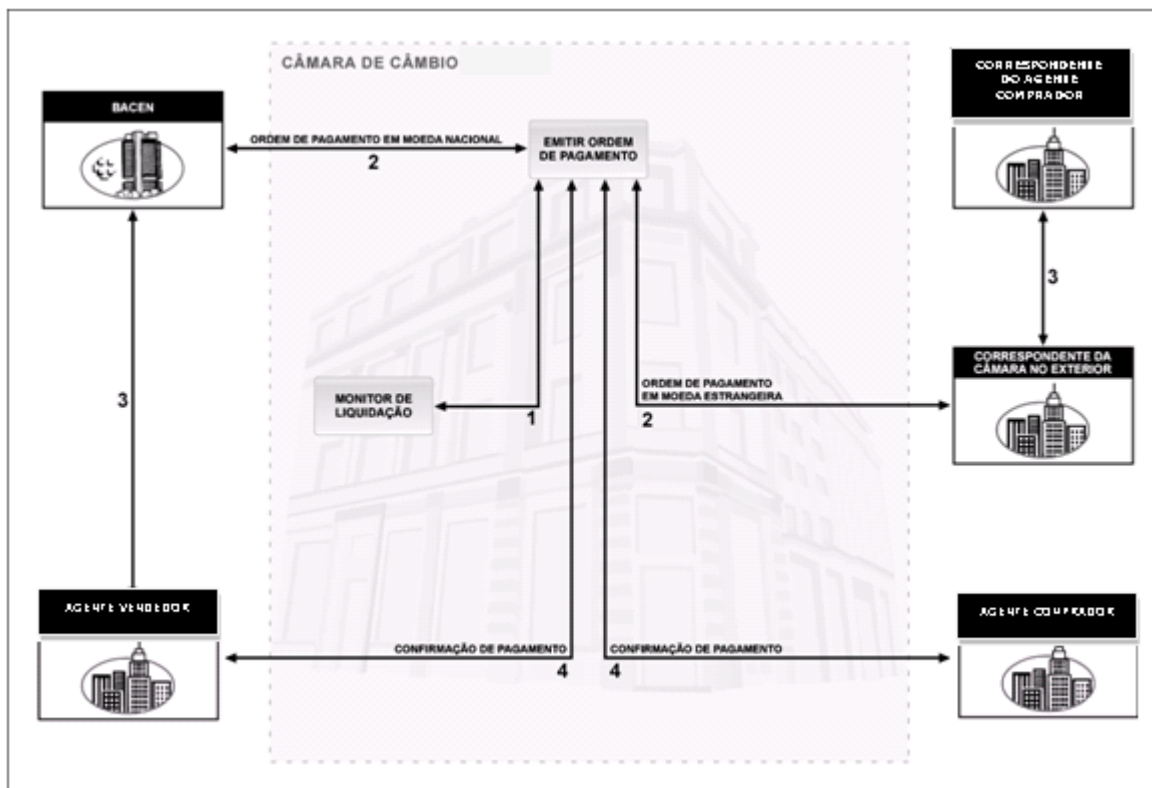 CÂMARA DE CÂMBIO
CORRESPONDENTE
DO AGENTE
COMPRADOR
BACEN
ORDEM DE PAGAMENTO EM MOEDA NACIONAL
2
EMITIR ORDEM
DE PAGAMENTO
3
CORRESPONDENTE DA
CÂMARA NO EXTERIOR
MONITOR DE
LIQUIDAÇÃO
1
ORDEM DE PAGAMENTO
EM MOEDA ESTRANGEIRA
2
3
AGENTE VENDEDOR
AGENTE COMPRADOR
CONFIRMAÇÃO DE PAGAMENTO
4
CONFIRMAÇÃO DE PAGAMENTO
4